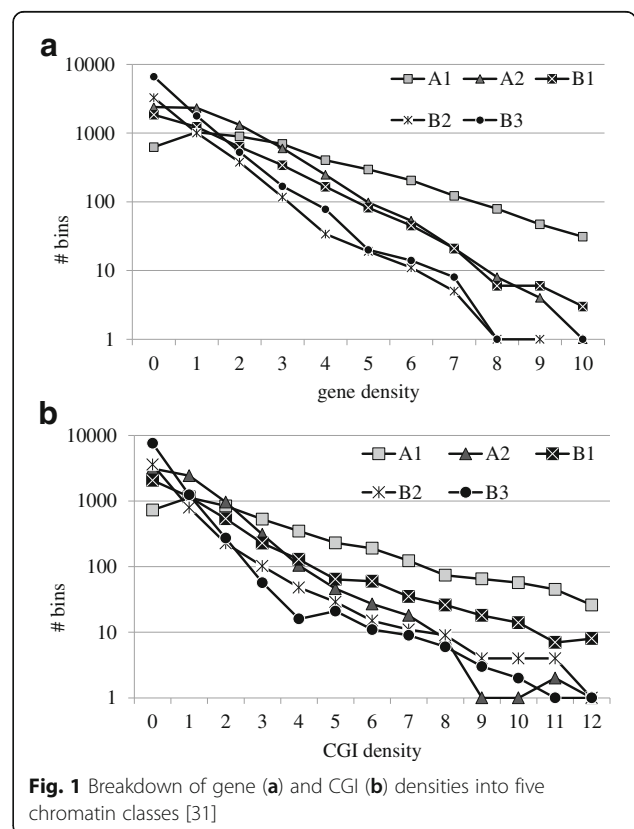 a
10000
1000
100
10
1
# bins
A1 A2 B1
B2 B3
0 1 2 3 4 5 6 7 8 9 10
gene density
b
10000
1000
100
10
1
# bins
A1 A2 B1
B2 B3
0 1 2 3 4 5 6 7 8 9 10 11 12
CGI density
Fig. 1 Breakdown of gene (a) and CGI (b) densities into five
chromatin classes [31]